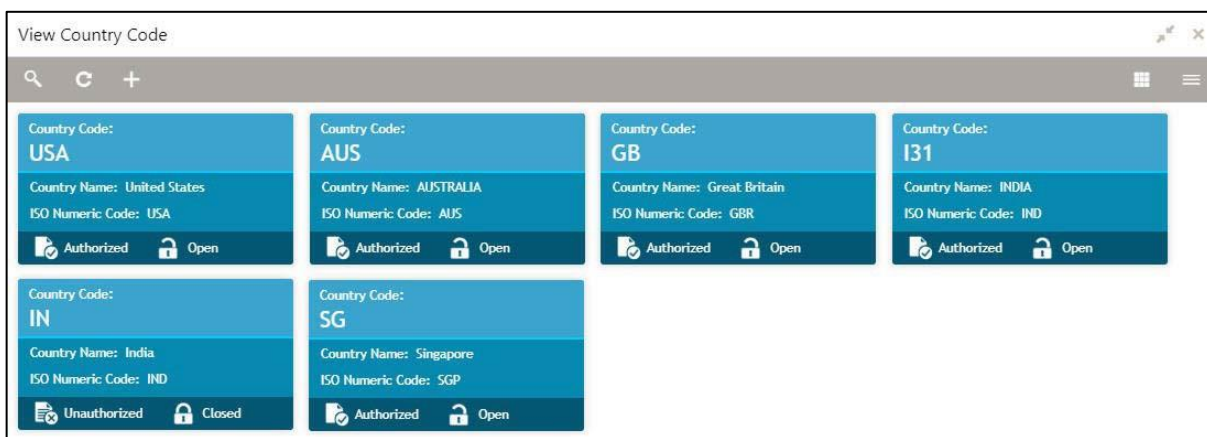 View Country Code
Country Code:
USA
Country Name: United States
ISO Numeric Code: USA
Authorized Open
Country Code:
AUS
Country Name: AUSTRALIA
ISO Numeric Code: AUS
Authorized Open
Country Code:
GB
Country Name: Great Britain
ISO Numeric Code: GBR
Authorized Open
Country Code:
I31
Country Name: INDIA
ISO Numeric Code: IND
Authorized Open
Country Code:
IN
Country Name: India
ISO Numeric Code: IND
Unauthorized Closed
Country Code:
SG
Country Name: Singapore
ISO Numeric Code: SGP
Authorized Open